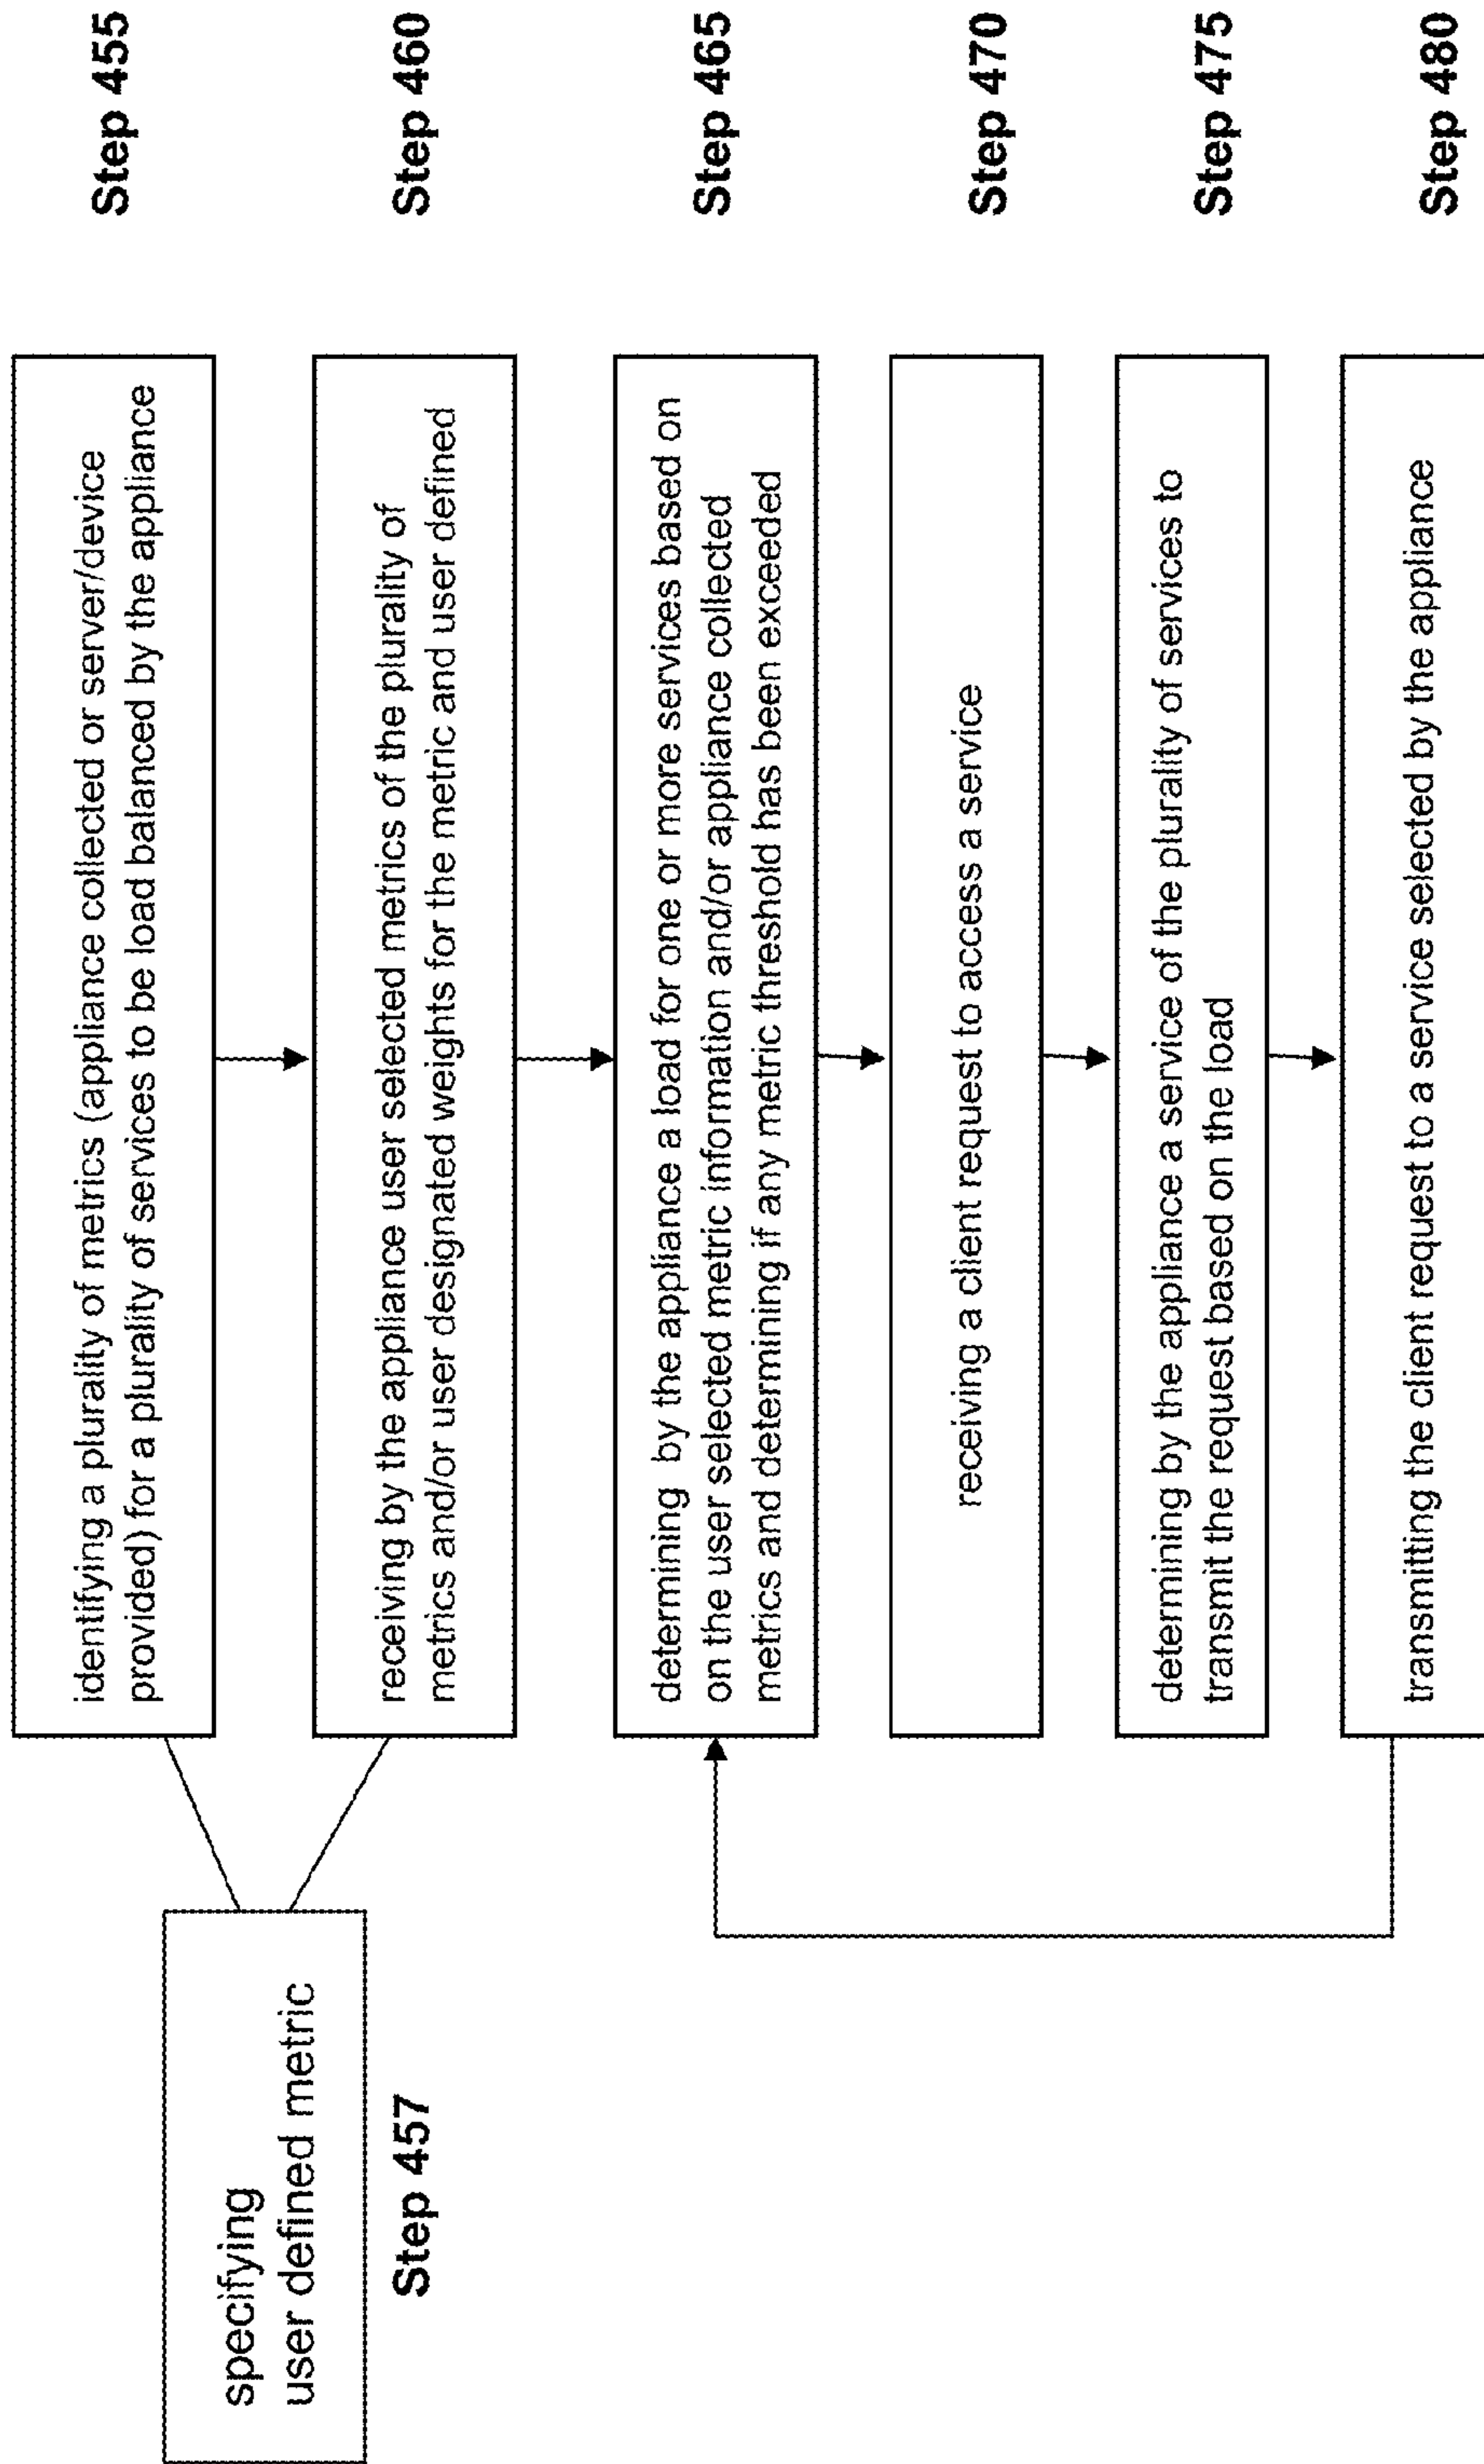 identifying a plurality of metrics (appliance collected or server/device
provided) for a plurality of services to be load balanced by the appliance
Step 455
specifying
user defined metric
Step 457
receiving by the appliance user selected metrics of the plurality of
metrics and/or user designated weights for the metric and user defined
Step 460
determining by the appliance a load for one or more services based on
on the user selected metric information and/or appliance collected
metrics and determining if any metric threshold has been exceeded
Step 465
receiving a client request to access a service
Step 470
determining by the appliance a service of the plurality of services to
transmit the request based on the load
Step 475
transmitting the client request to a service selected by the appliance
Step 480